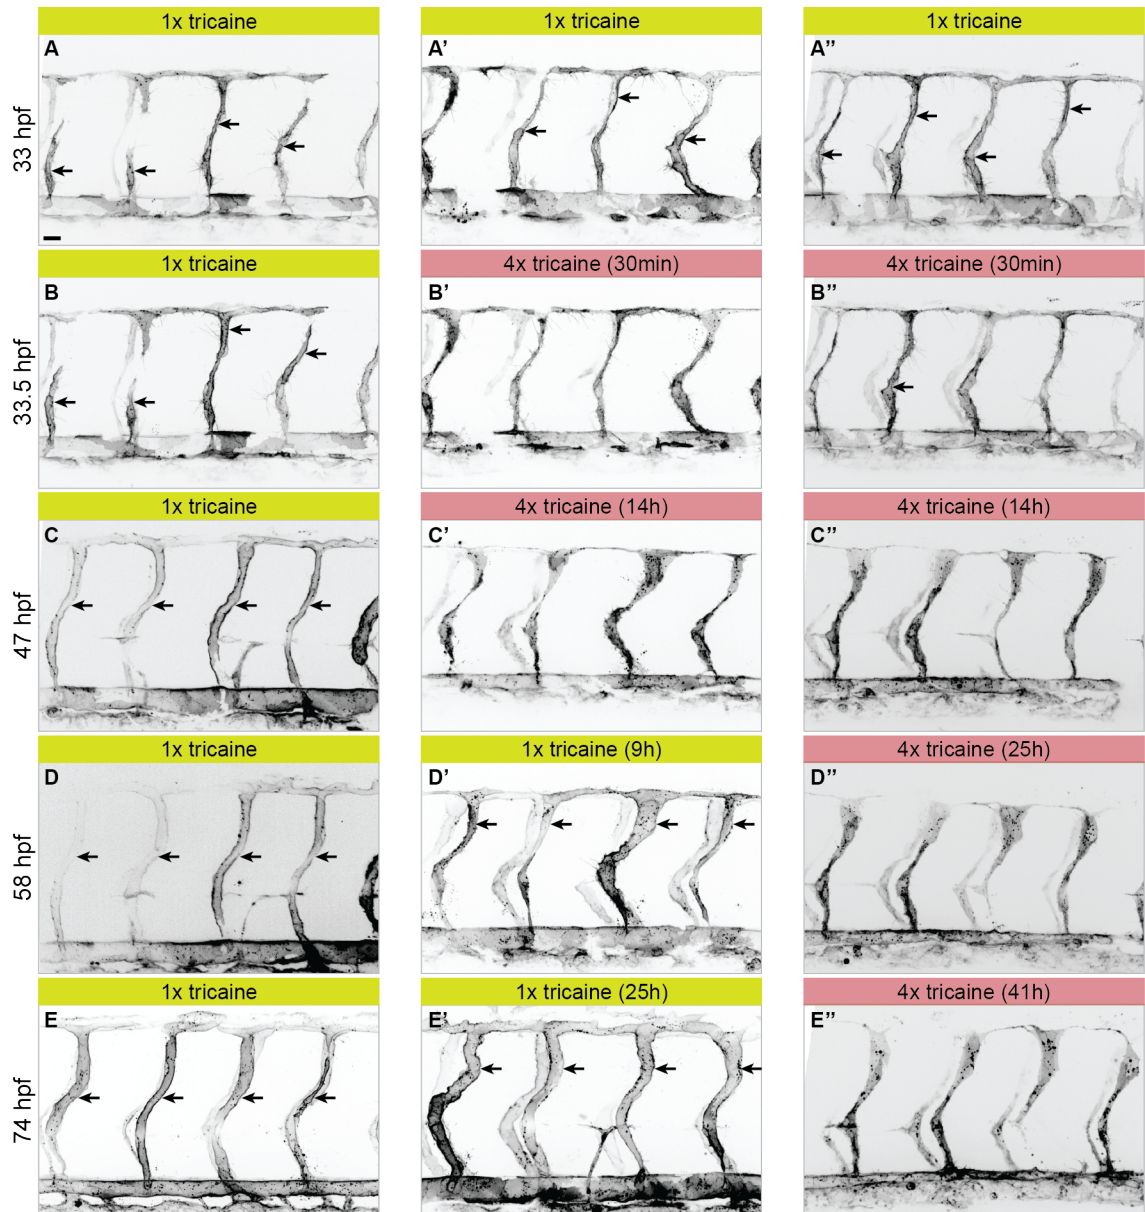 1x tricaine
1x tricaine
1x tricaine
33 hpf
A
A'
A''
1x tricaine
4x tricaine (30min)
4x tricaine (30min)
33.5 hpf
B
B'
B''
1x tricaine
4x tricaine (14h)
4x tricaine (14h)
47 hpf
C
C'
C''
1x tricaine
1x tricaine (9h)
4x tricaine (25h)
58 hpf
D
D'
D''
1x tricaine
1x tricaine (25h)
4x tricaine (41h)
74 hpf
E
E'
E''